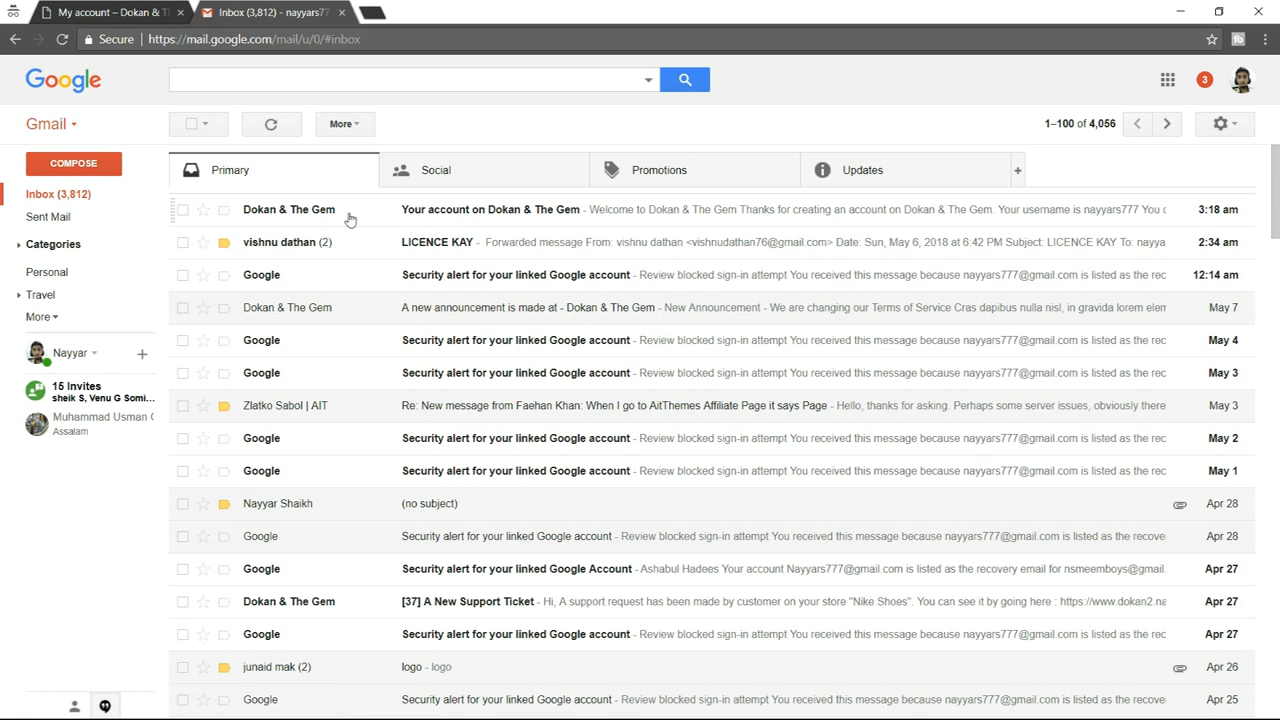 My account – Dokan & T
Inbox (3,812) - nayyars77
Secure
https://mail.google.com/mail/u/0/#inbox
Google
3
Gmail
More
1–100 of 4,056
COMPOSE
Primary
Social
Promotions
Updates
Inbox (3,812)
Sent Mail
Categories
Personal
Travel
More
Nayyar
15 Invites
sheik S, Venu G Somi...
Muhammad Usman
Assalam
Dokan & The Gem Your account on Dokan & The Gem - Welcome to Dokan & The Gem Thanks for creating an account on Dokan & The Gem. Your username is nayyars777 You 3:18 am
vishnu dathan (2) LICENCE KAY - Forwarded message From: vishnu dathan <vishnudathan76@gmail.com> Date: Sun, May 6, 2018 at 6:42 PM Subject: LICENCE KAY To: nayya 2:34 am
Google Security alert for your linked Google account - Review blocked sign-in attempt You received this message because nayyars777@gmail.com is listed as the rec 12:14 am
Dokan & The Gem A new announcement is made at - Dokan & The Gem - New Announcement - We are changing our Terms of Service Cras dapibus nulla nisl, in gravida lorem elem May 7
Google Security alert for your linked Google account - Review blocked sign-in attempt You received this message because nayyars777@gmail.com is listed as the rec May 4
Google Security alert for your linked Google account - Review blocked sign-in attempt You received this message because nayyars777@gmail.com is listed as the rec May 3
Zlatko Sabol | AIT Re: New message from Faehan Khan: When I go to AitThemes Affiliate Page it says Page - Hello, thanks for asking. Perhaps some server issues, obviously there May 3
Google Security alert for your linked Google account - Review blocked sign-in attempt You received this message because nayyars777@gmail.com is listed as the rec May 2
Google Security alert for your linked Google account - Review blocked sign-in attempt You received this message because nayyars777@gmail.com is listed as the rec May 1
Nayyar Shaikh (no subject) Apr 28
Google Security alert for your linked Google account - Review blocked sign-in attempt You received this message because nayyars777@gmail.com is listed as the recove Apr 28
Google Security alert for your linked Google Account - Ashabul Hadees Your account Nayyars777@gmail.com is listed as the recovery email for nsmeemboys@gmail. Apr 27
Dokan & The Gem [37] A New Support Ticket - Hi, A support request has been made by customer on your store "Nike Shoes". You can see it by going here : https://www.dokan2.na Apr 27
Google Security alert for your linked Google account - Review blocked sign-in attempt You received this message because nayyars777@gmail.com is listed as the rec Apr 27
junaid mak (2) logo - logo Apr 26
Google Security alert for your linked Google account - Review blocked sign-in attempt You received this message because nayyars777@gmail.com is listed as the recove Apr 25